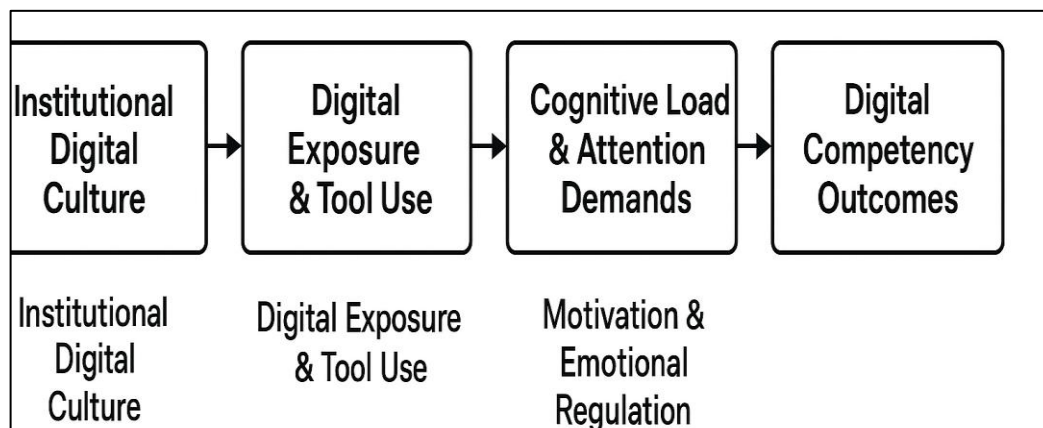 Institutional
Digital
Culture
Digital
Exposure
& Tool Use
Cognitive Load
& Attention
Demands
Digital
Competency
Outcomes
Institutional
Digital
Culture
Digital Exposure
& Tool Use
Motivation &
Emotional
Regulation